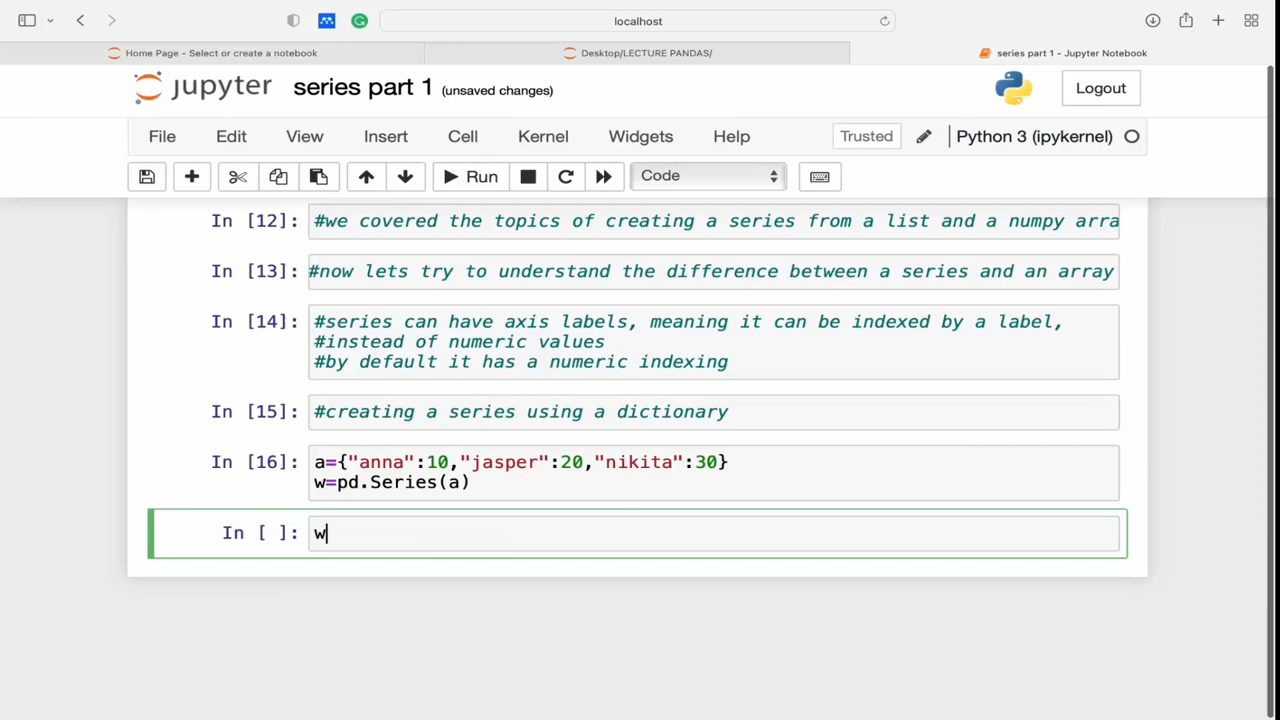 localhost
Home Page - Select or create a notebook
Desktop/LECTURE PANDAS/
series part 1 - Jupyter Notebook
jupyter series part 1 (unsaved changes)
Logout
File Edit View Insert Cell Kernel Widgets Help Trusted Python 3 (ipykernel)
Run Code
In [12]: #we covered the topics of creating a series from a list and a numpy arra
In [13]: #now lets try to understand the difference between a series and an array
In [14]: #series can have axis labels, meaning it can be indexed by a label,
#instead of numeric values
#by default it has a numeric indexing
In [15]: #creating a series using a dictionary
In [16]: a={"anna":10,"jasper":20,"nikita":30}
w=pd.Series(a)
In [ ]: w